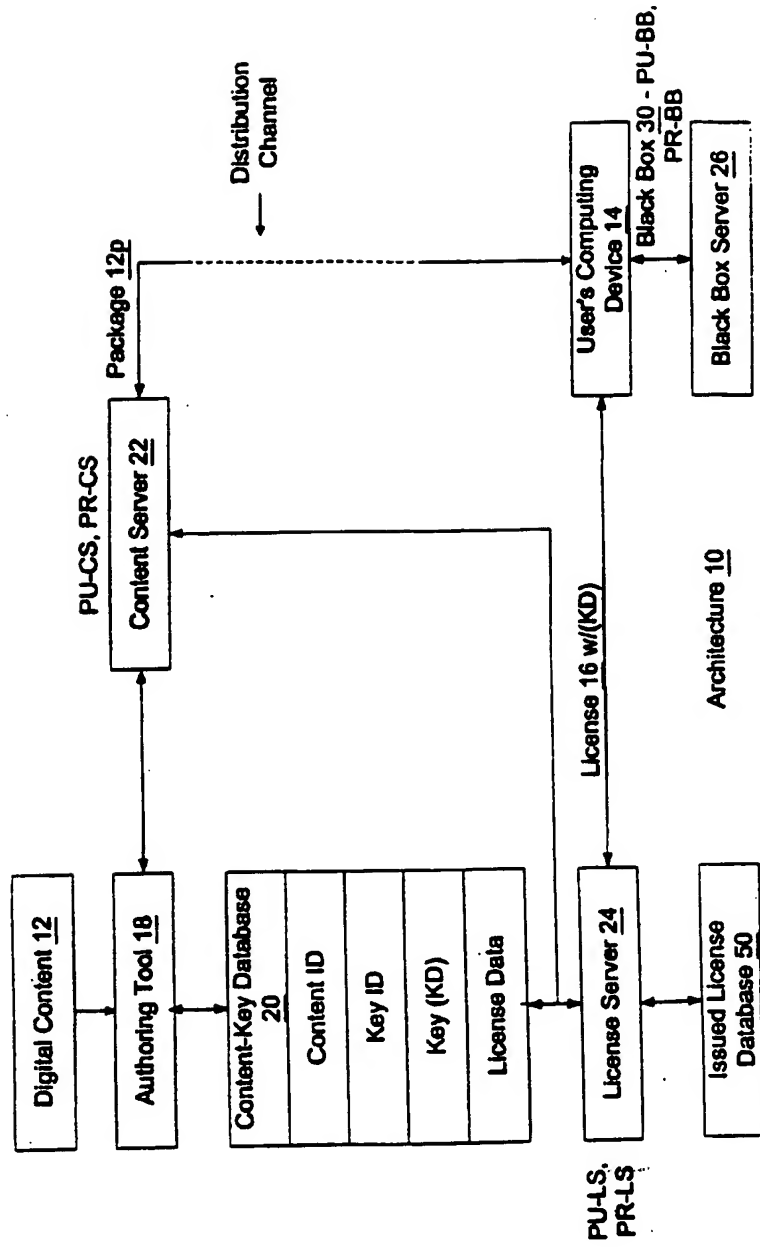 Digital Content 12
Authoring Tool 18
Content-Key Database
20
Content ID
Key ID
Key (KD)
License Data
PU-LS,
PR-LS
License Server 24
Issued License
Database 50
PU-CS, PR-CS
Content Server 22
Package 12p
Distribution
Channel
License 16 w/(KD)
Architecture 10
User's Computing
Device 14
Black Box 30 - PU-BB,
PR-BB
Black Box Server 26